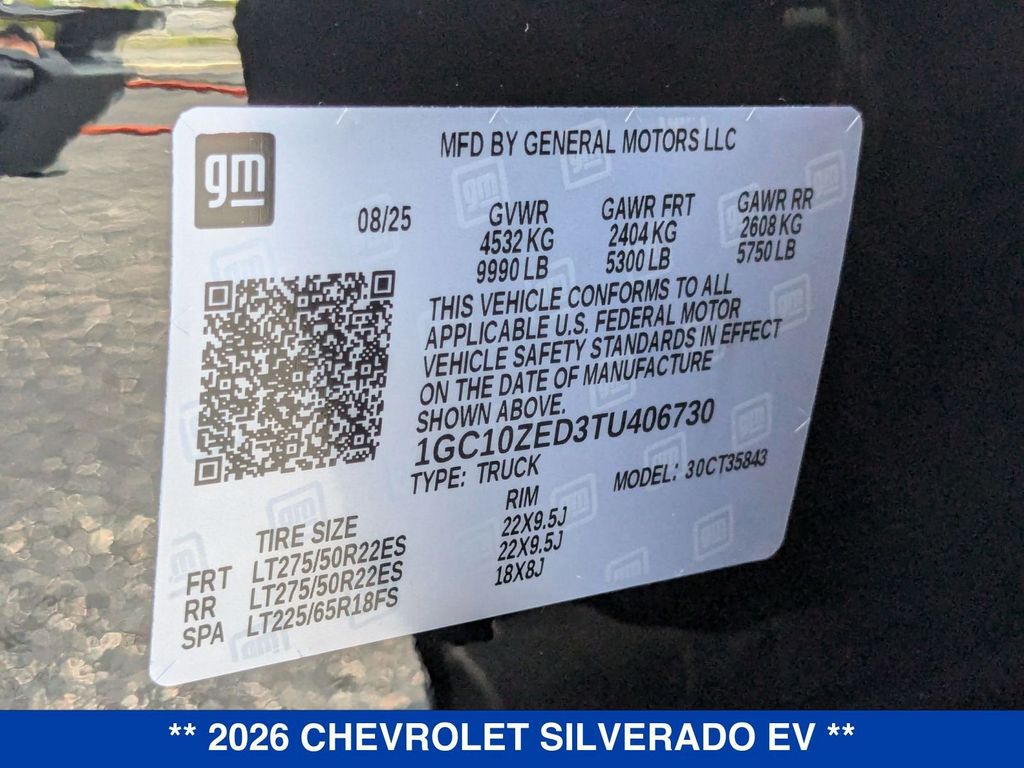 gm
MFD BY GENERAL MOTORS LLC
08/25
GVWR
4532 KG
9990 LB
GAWR FRT
2404 KG
5300 LB
GAWR RR
2608 KG
5750 LB
THIS VEHICLE CONFORMS TO ALL
APPLICABLE U.S. FEDERAL MOTOR
VEHICLE SAFETY STANDARDS IN EFFECT
ON THE DATE OF MANUFACTURE
SHOWN ABOVE.
1GC10ZED3TU406730
TYPE: TRUCK
MODEL: 30CT35843
TIRE SIZE
RIM
FRT LT275/50R22ES 22X9.5J
RR LT275/50R22ES 22X9.5J
SPA LT225/65R18FS 18X8J
** 2026 CHEVROLET SILVERADO EV **